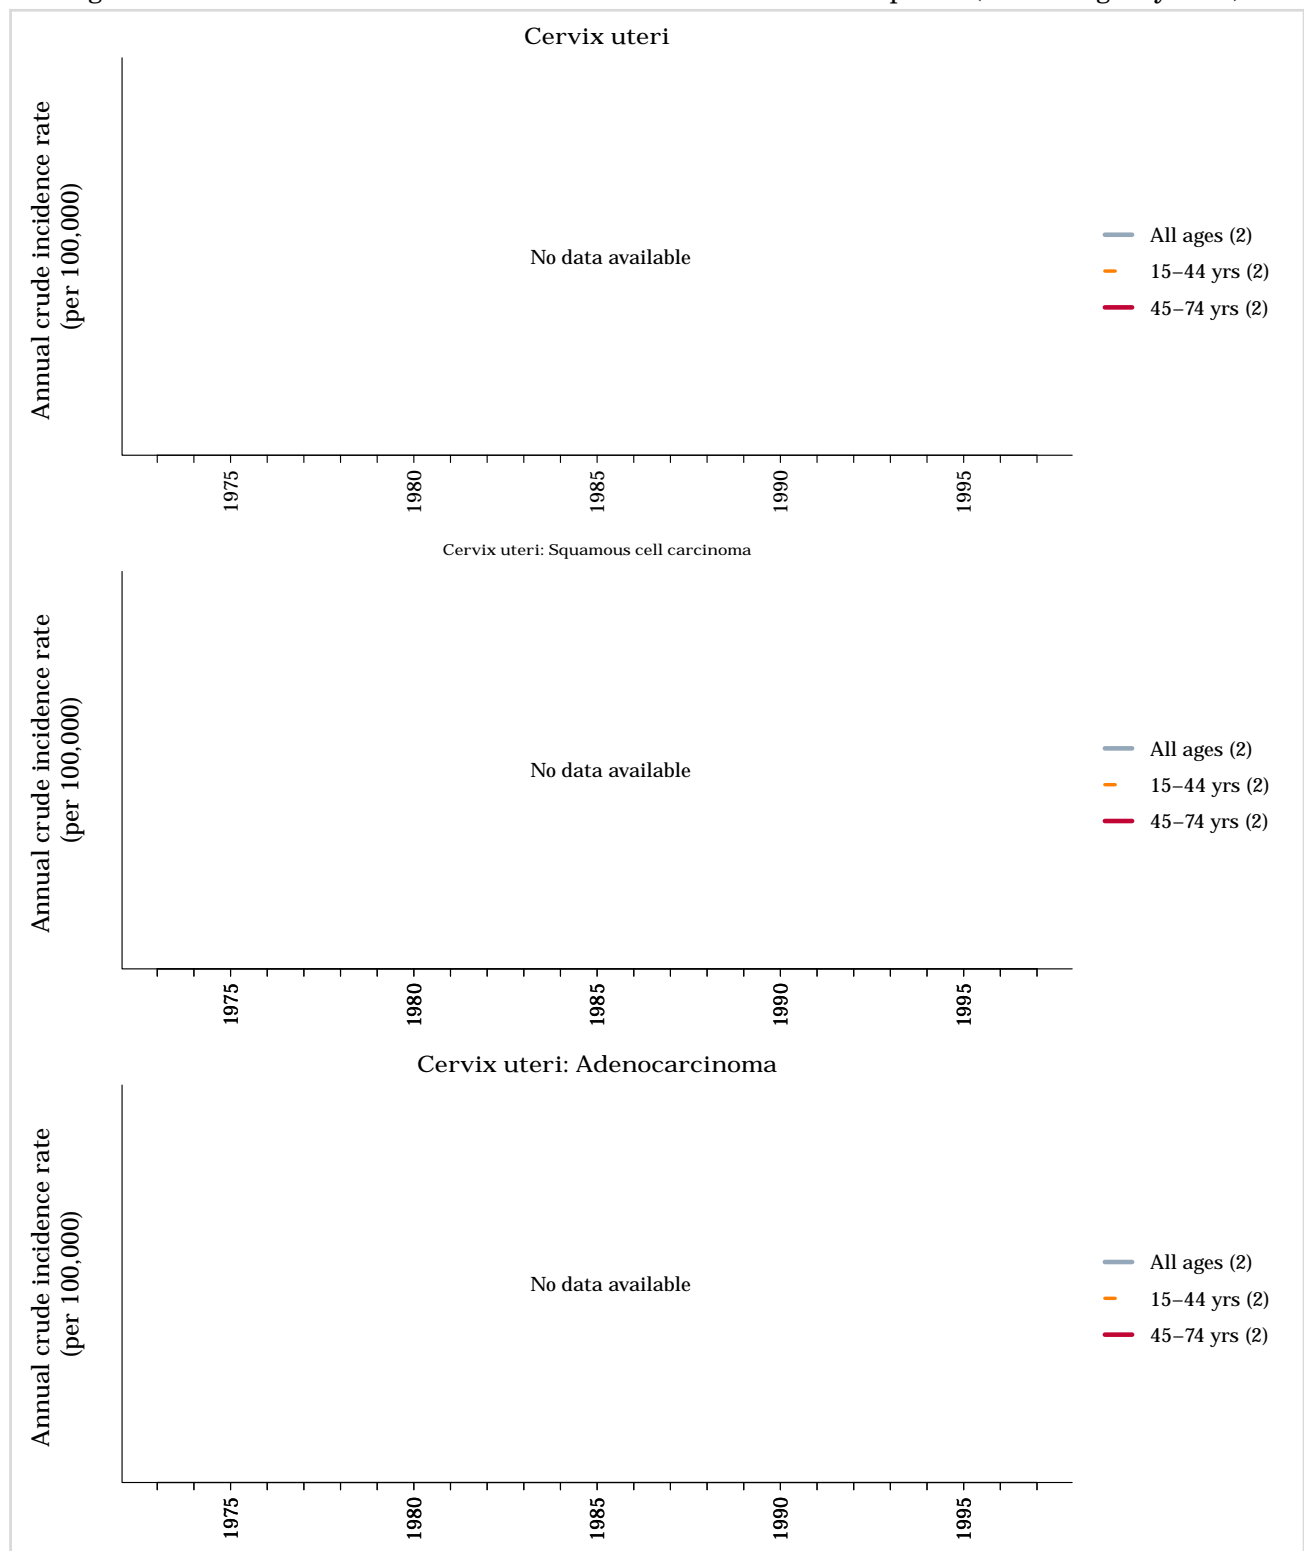 Cervix uteri
Annual crude incidence rate
(per 100,000)
No data available
All ages (2)
15–44 yrs (2)
45–74 yrs (2)
1975
1980
1985
1990
1995
Cervix uteri: Squamous cell carcinoma
Annual crude incidence rate
(per 100,000)
No data available
All ages (2)
15–44 yrs (2)
45–74 yrs (2)
1975
1980
1985
1990
1995
Cervix uteri: Adenocarcinoma
Annual crude incidence rate
(per 100,000)
No data available
All ages (2)
15–44 yrs (2)
45–74 yrs (2)
1975
1980
1985
1990
1995